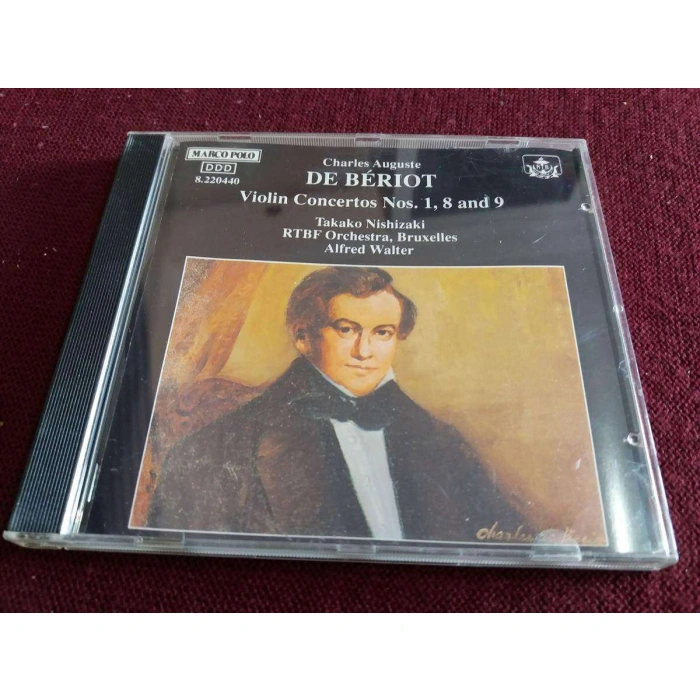 MARCO POLO
DDD
8.220440
Charles Auguste
DE BÉRIOT
Violin Concertos Nos. 1, 8 and 9
Takako Nishizaki
RTBF Orchestra, Bruxelles
Alfred Walter
Charles